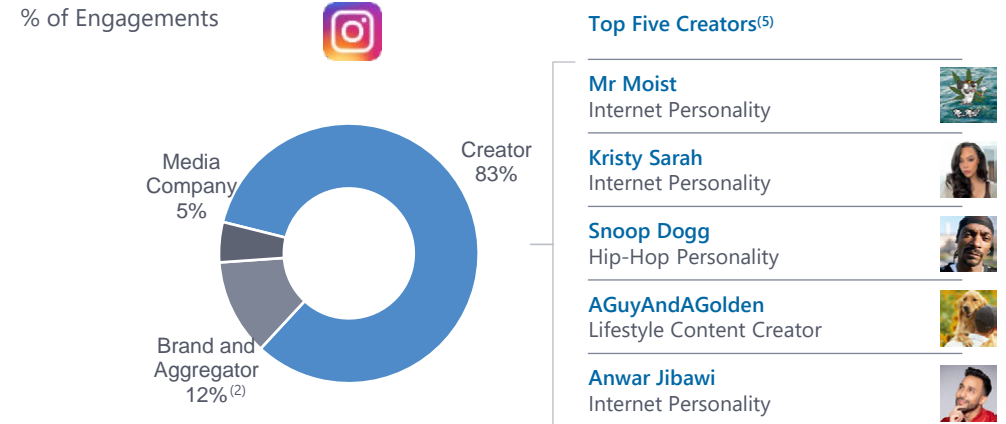 % of Engagements
Creator
83%
Media
Company
5%
Brand and
Aggregator
12%(2)
Top Five Creators(5)
Mr Moist
Internet Personality
Kristy Sarah
Internet Personality
Snoop Dogg
Hip-Hop Personality
AGuyAndAGolden
Lifestyle Content Creator
Anwar Jibawi
Internet Personality